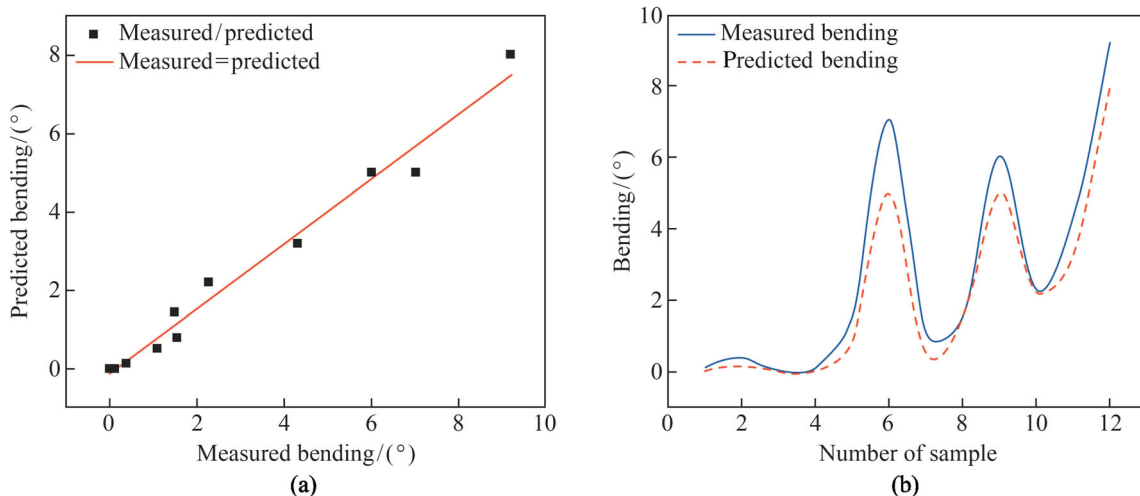 Measured/predicted
Measured=predicted
8
6
4
2
0
Predicted bending/(°)
0 2 4 6 8 10
Measured bending/(°)
(a)
Measured bending
Predicted bending
10
8
6
4
2
0
Bending/(°)
0 2 4 6 8 10 12
Number of sample
(b)